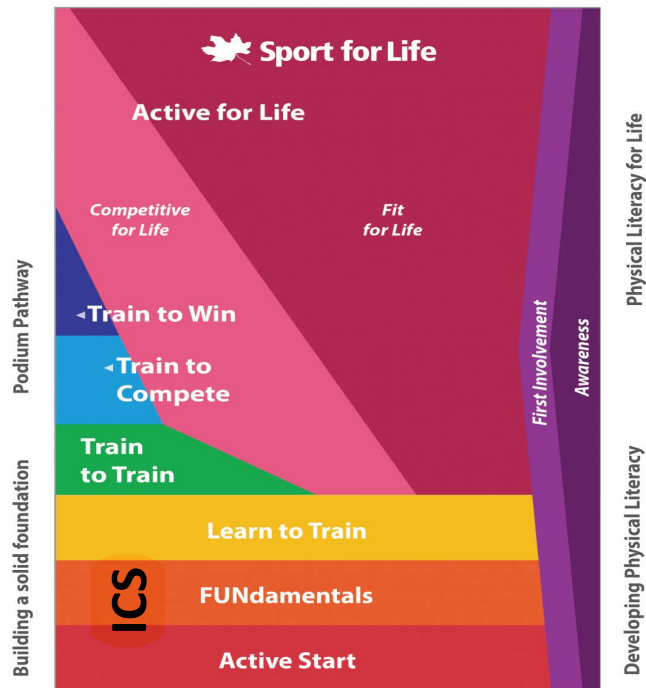 Sport for Life
Active for Life
Competitive
for Life
Fit
for Life
Train to Win
Train to
Compete
Train
to Train
Learn to Train
FUNdamentals
Active Start
ICS
Podium Pathway
Building a solid foundation
First Involvement
Awareness
Physical Literacy for Life
Developing Physical Literacy